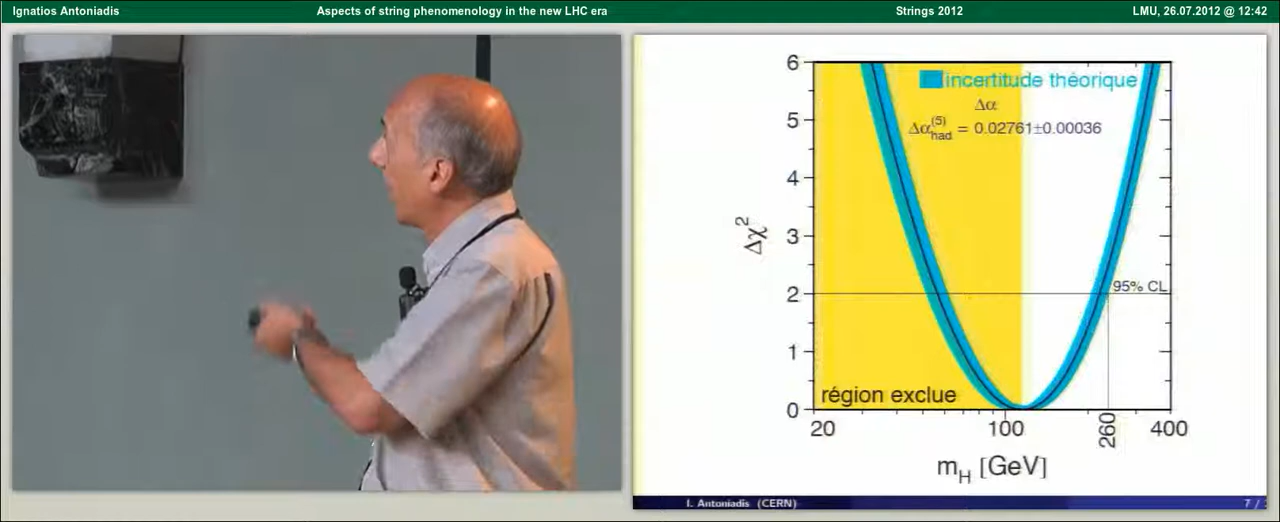 Ignatios Antoniadis
Aspects of string phenomenology in the new LHC era
Strings 2012
LMU, 26.07.2012 @ 12:42
incertitude théorique
Δα
Δα(5)had = 0.02761±0.00036
6
5
4
3
2
1
0
Δχ2
95% CL
région exclue
20
100
260
400
mH [GeV]
I. Antoniadis (CERN)
7 /